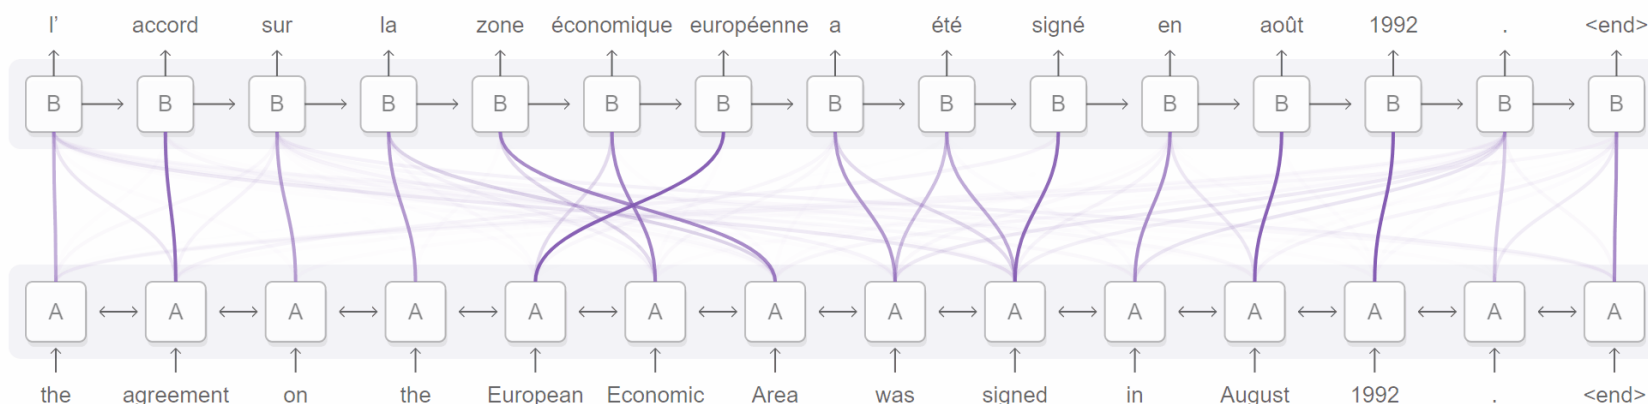 l’ accord sur la zone économique européenne a été signé en août 1992 . <end>
B B B B B B B B B B B B B B B
A A A A A A A A A A A A A A
the agreement on the European Economic Area was signed in August 1992 . <end>